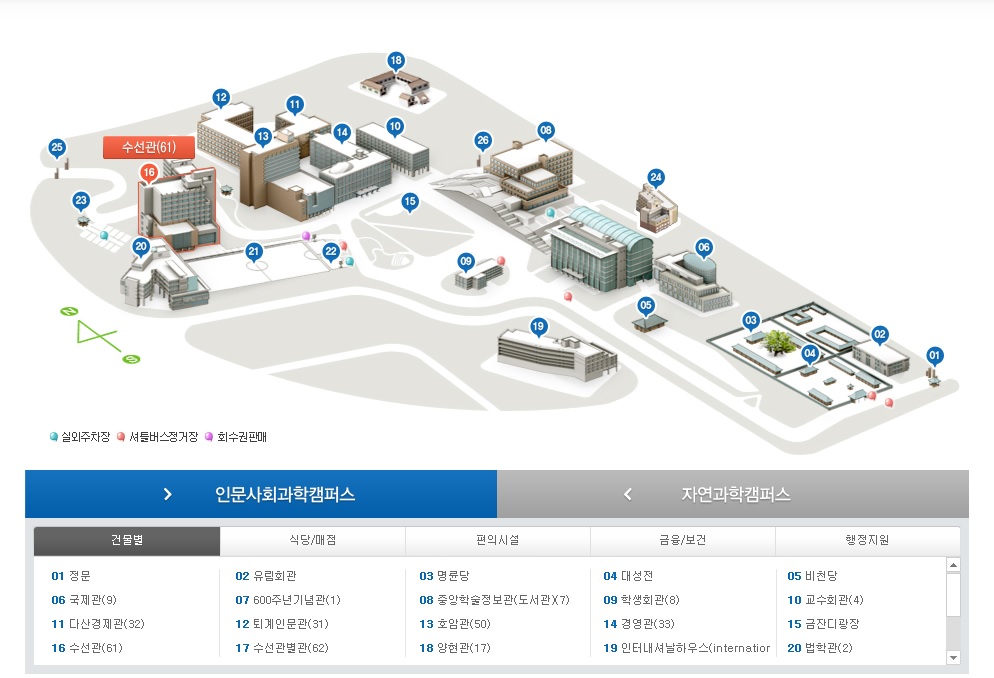 18
12
11
13
14
10
26
08
25
수선관(61)
16
24
23
15
20
21
22
09
06
05
03
02
04
01
19
N
실외주차장 셔틀버스정거장 회수권판매
인문사회과학캠퍼스 자연과학캠퍼스
건물별 식당/매점 편의시설 금융/보건 행정지원
01 정문 02 유림회관 03 명륜당 04 대성전 05 비천당
06 국제관(9) 07 600주년기념관(1) 08 중앙학술정보관(도서관)(7) 09 학생회관(8) 10 교수회관(4)
11 다산경제관(32) 12 퇴계인문관(31) 13 호암관(50) 14 경영관(33) 15 금잔디광장
16 수선관(61) 17 수선관별관(62) 18 양현관(17) 19 인터내셔날하우스(internatior 20 법학관(2)